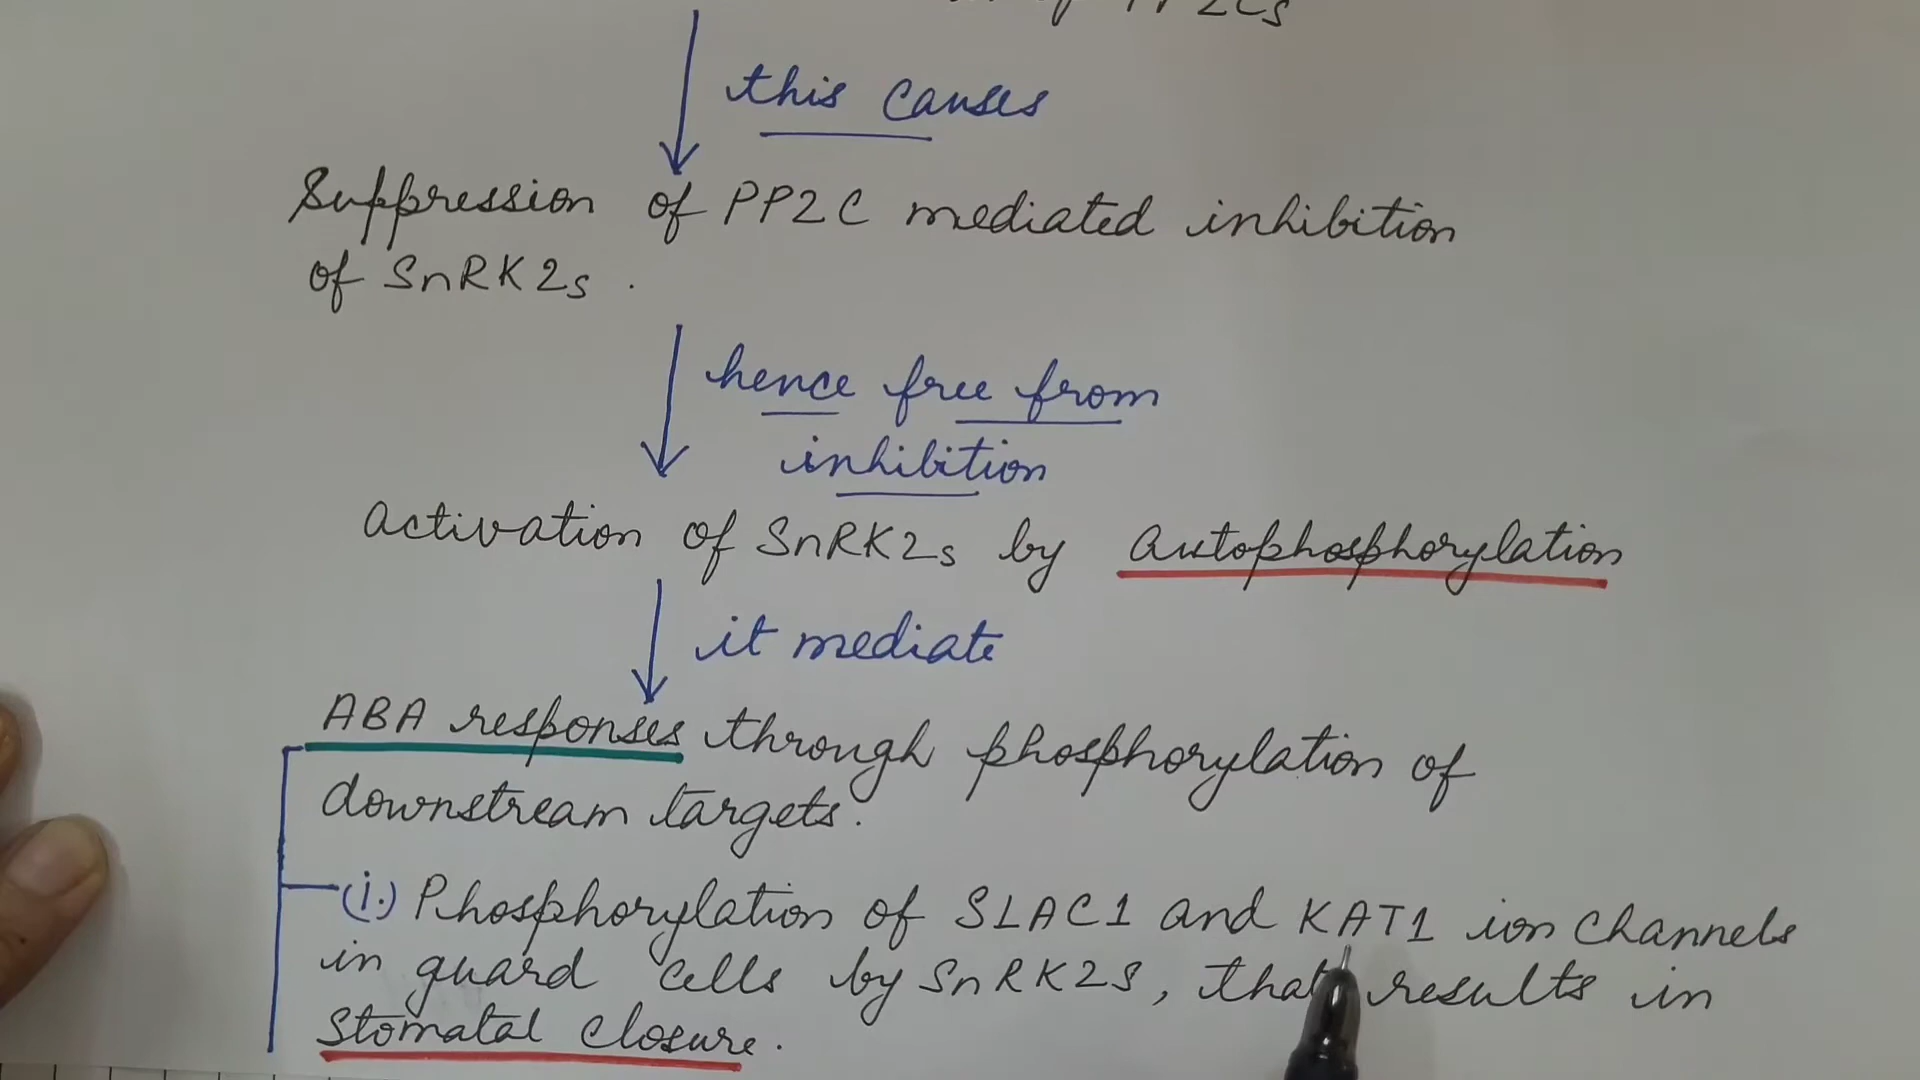 of PP2Cs
this causes
Suppression of PP2C mediated inhibition
of SnRK2s.
hence free from
inhibition
activation of SnRK2s by autophosphorylation
it mediate
ABA responses through phosphorylation of
downstream targets.
(i.) Phosphorylation of SLAC1 and KAT1 ion channels
in guard cells by SnRK2S, that results in
stomatal closure.